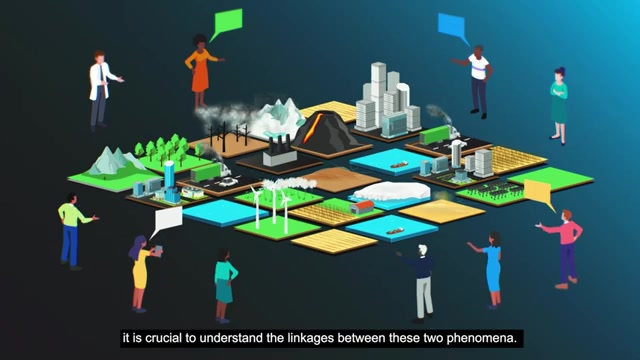 it is crucial to understand the linkages between these two phenomena.